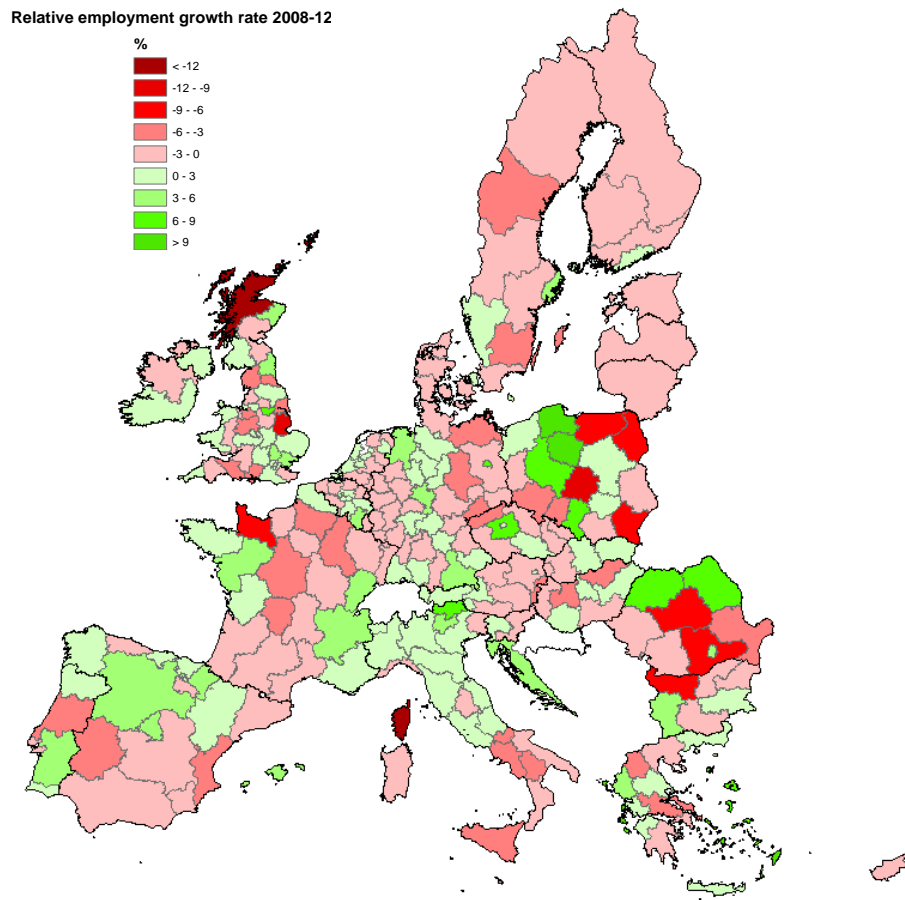 Relative employment growth rate 2008-12
%
< -12
-12 - -9
-9 - -6
-6 - -3
-3 - 0
0 - 3
3 - 6
6 - 9
> 9